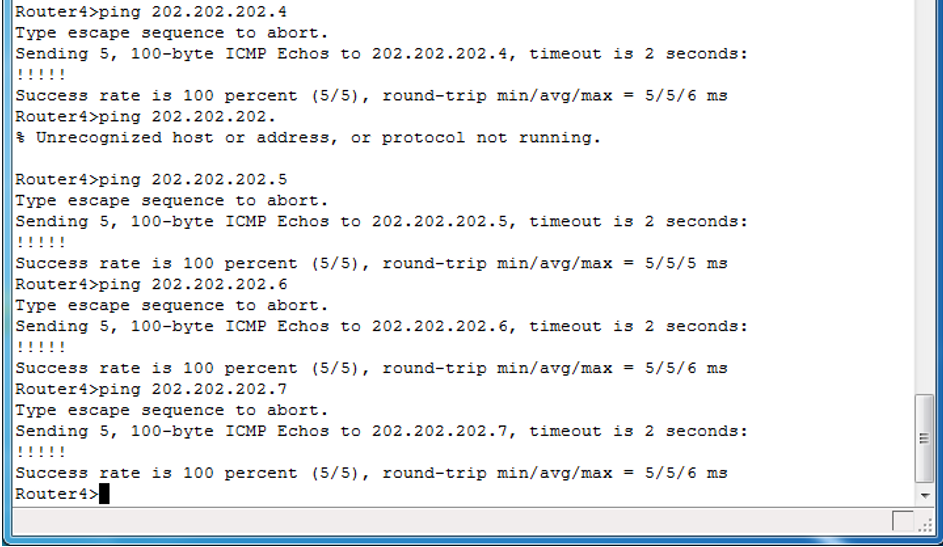 Router4>ping 202.202.202.4
Type escape sequence to abort.
Sending 5, 100-byte ICMP Echos to 202.202.202.4, timeout is 2 seconds:
!!!!!
Success rate is 100 percent (5/5), round-trip min/avg/max = 5/5/6 ms
Router4>ping 202.202.202.
% Unrecognized host or address, or protocol not running.

Router4>ping 202.202.202.5
Type escape sequence to abort.
Sending 5, 100-byte ICMP Echos to 202.202.202.5, timeout is 2 seconds:
!!!!!
Success rate is 100 percent (5/5), round-trip min/avg/max = 5/5/5 ms
Router4>ping 202.202.202.6
Type escape sequence to abort.
Sending 5, 100-byte ICMP Echos to 202.202.202.6, timeout is 2 seconds:
!!!!!
Success rate is 100 percent (5/5), round-trip min/avg/max = 5/5/6 ms
Router4>ping 202.202.202.7
Type escape sequence to abort.
Sending 5, 100-byte ICMP Echos to 202.202.202.7, timeout is 2 seconds:
!!!!!
Success rate is 100 percent (5/5), round-trip min/avg/max = 5/5/6 ms
Router4>